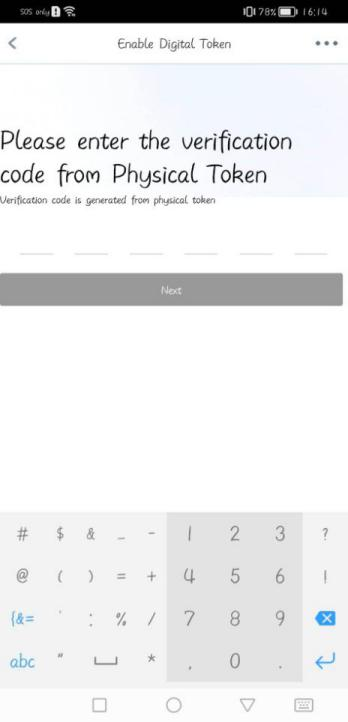 SOS only 78% 16:14
Enable Digital Token
Please enter the verification
code from Physical Token
Verification code is generated from physical token
Next
# $ & _ - 1 2 3 ?
@ ( ) = + 4 5 6 !
{&= ' : % / 7 8 9
abc " * , 0 .